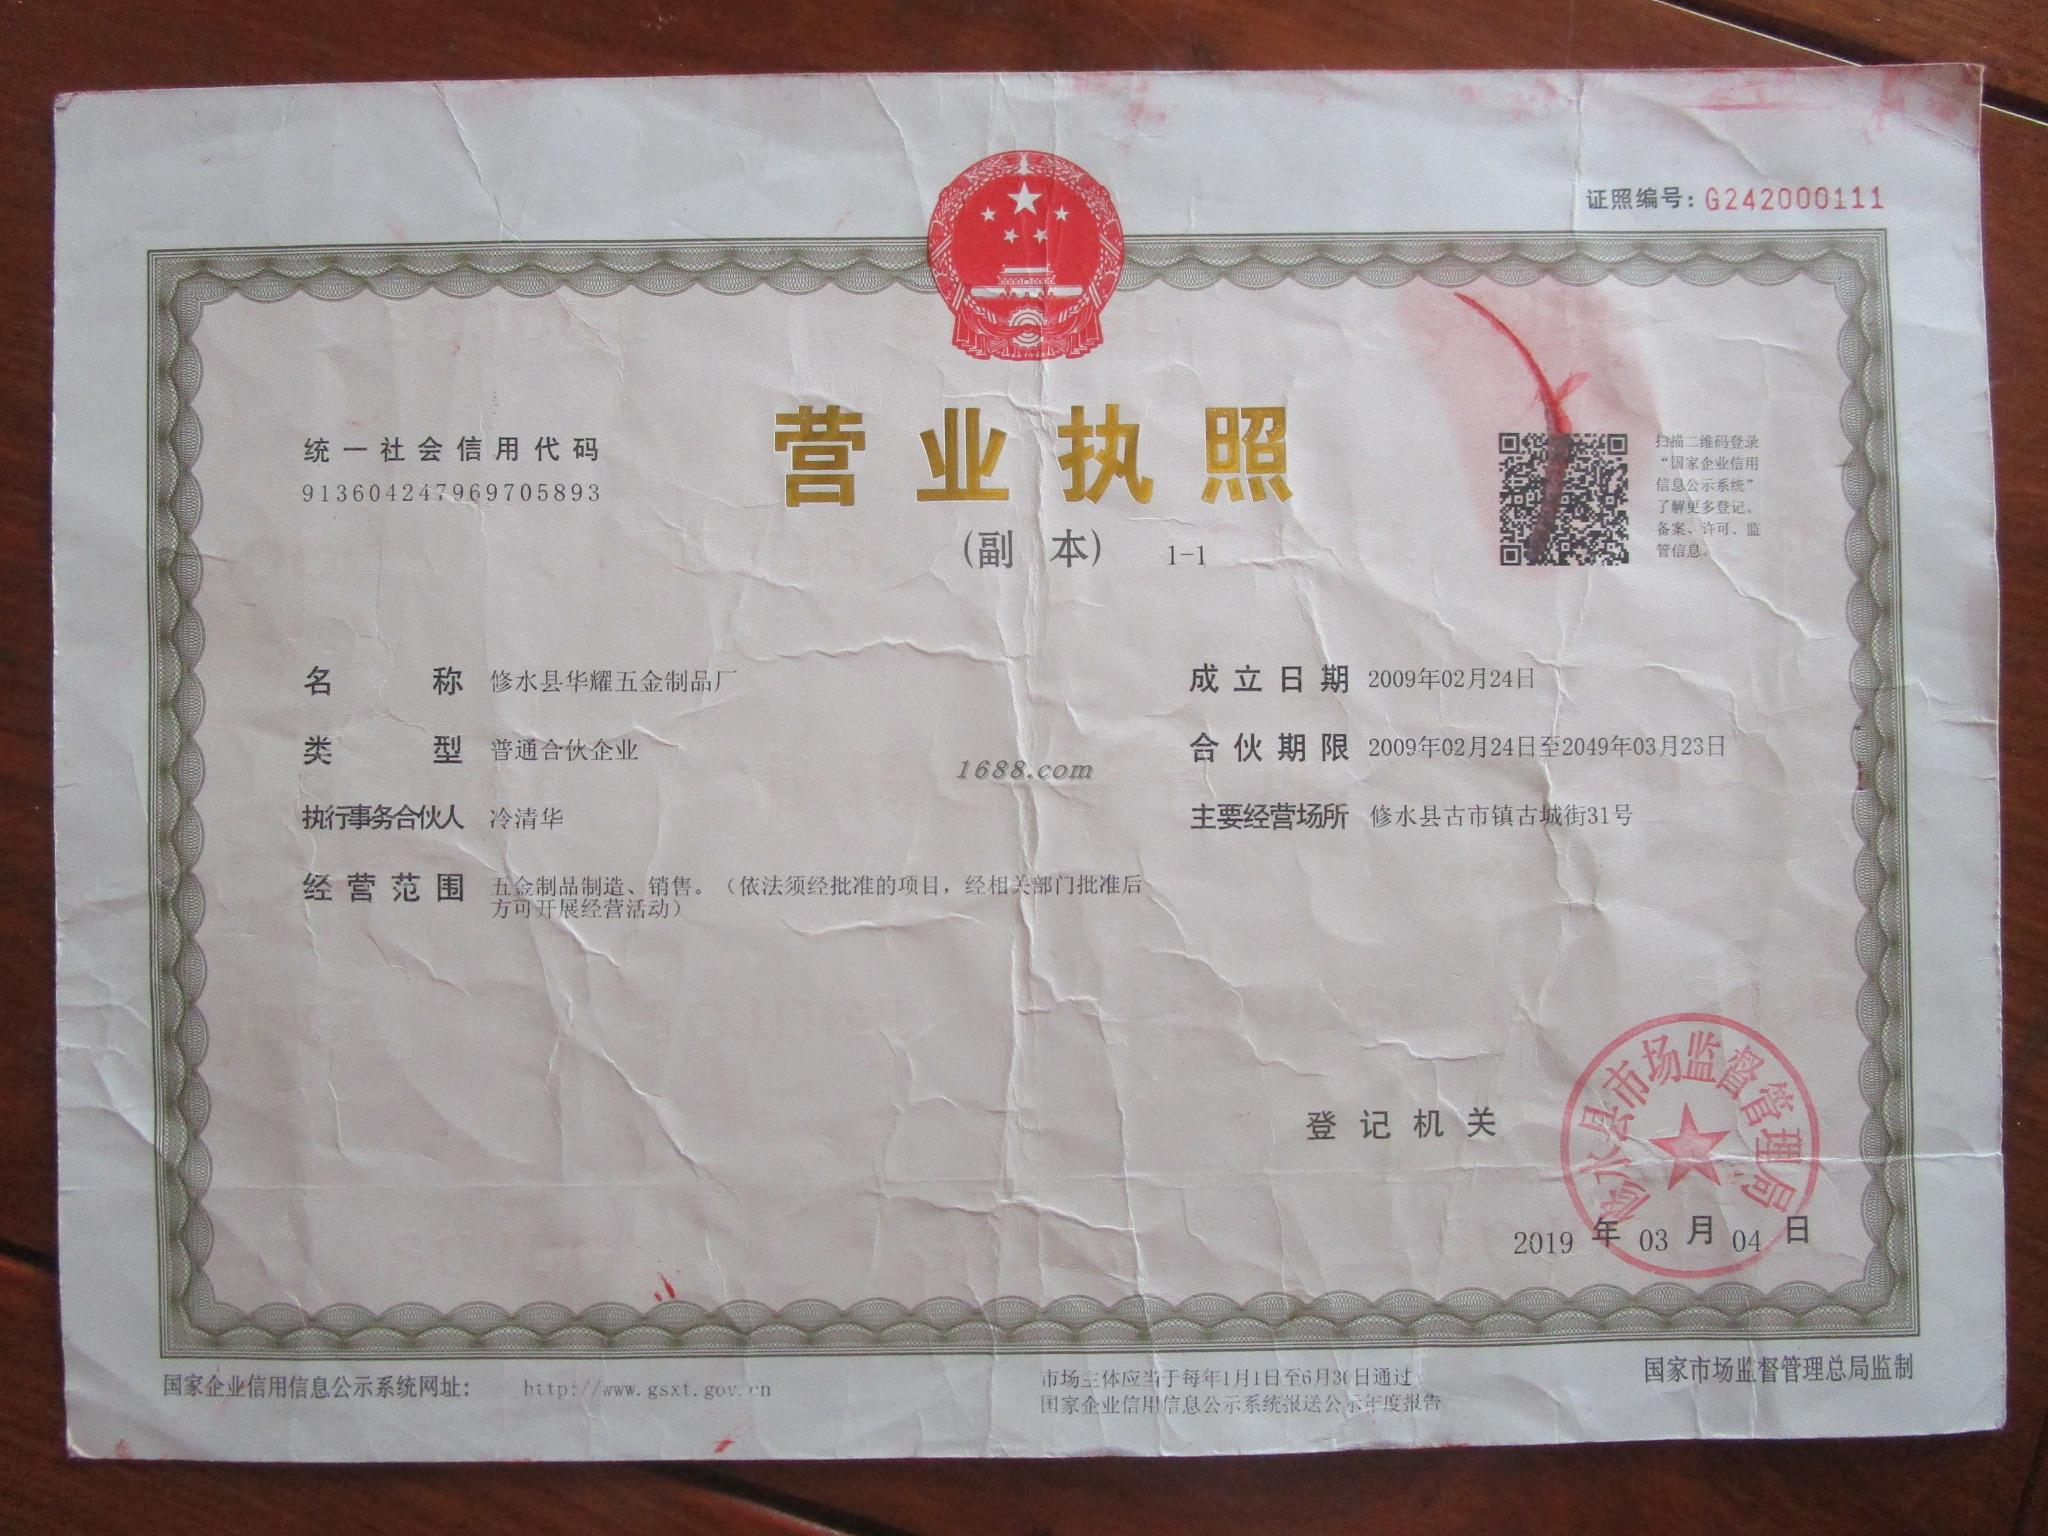 证照编号：G242000111
统一社会信用代码
913604247969705893
营业执照
（副 本） 1-1
扫描二维码登录
“国家企业信用
信息公示系统”
了解更多登记、
备案、许可、监
管信息。
名 称 修水县华耀五金制品厂
成立日期 2009年02月24日
类 型 普通合伙企业
合伙期限 2009年02月24日至2049年03月23日
1688.com
执行事务合伙人 冷清华
主要经营场所 修水县古市镇古城街31号
经营范围 五金制品制造、销售。（依法须经批准的项目，经相关部门批准后
方可开展经营活动）
登记机关
修水县市场监督管理局
2019 年 03 月 04 日
国家企业信用信息公示系统网址： http://www.gsxt.gov.cn
市场主体应当于每年1月1日至6月30日通过
国家企业信用信息公示系统报送公示年度报告
国家市场监督管理总局监制